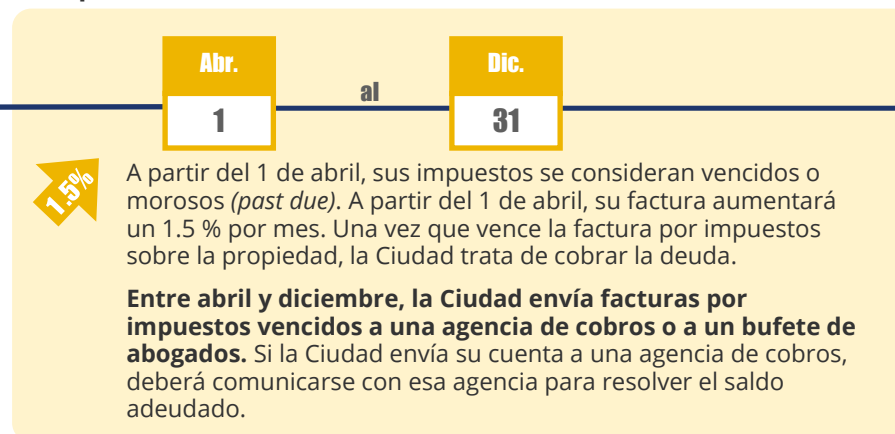 Abr.
1
al
Dic.
31
1.5%
A partir del 1 de abril, sus impuestos se consideran vencidos o
morosos (past due). A partir del 1 de abril, su factura aumentará
un 1.5 % por mes. Una vez que vence la factura por impuestos
sobre la propiedad, la Ciudad trata de cobrar la deuda.
Entre abril y diciembre, la Ciudad envía facturas por
impuestos vencidos a una agencia de cobros o a un bufete de
abogados. Si la Ciudad envía su cuenta a una agencia de cobros,
deberá comunicarse con esa agencia para resolver el saldo
adeudado.